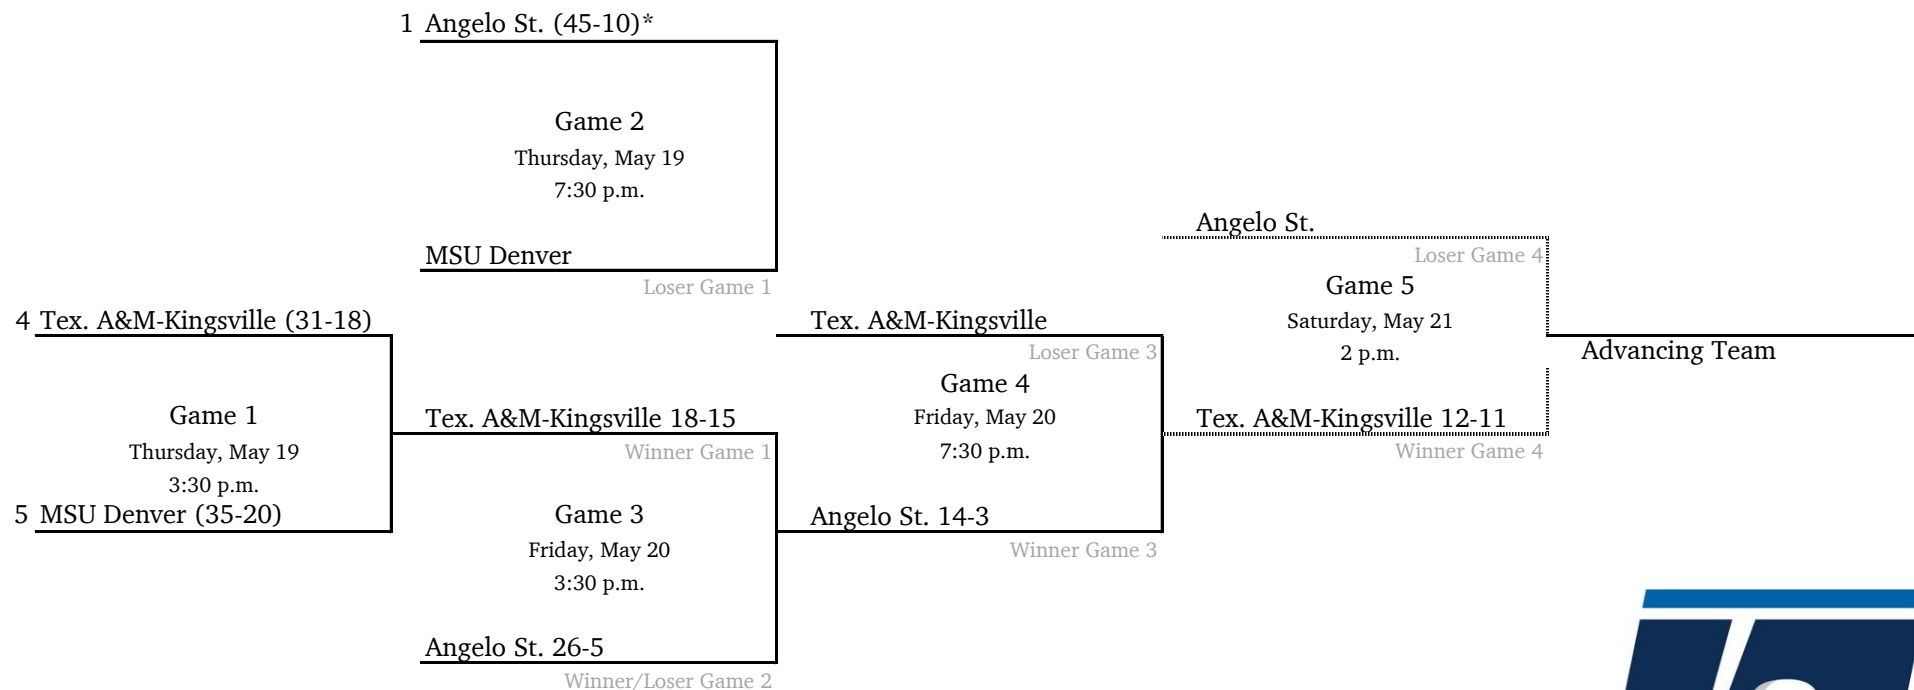 1 Angelo St. (45-10)*
Game 2
Thursday, May 19
7:30 p.m.
MSU Denver
Loser Game 1
4 Tex. A&M-Kingsville (31-18)
Game 1
Thursday, May 19
3:30 p.m.
5 MSU Denver (35-20)
Tex. A&M-Kingsville 18-15
Winner Game 1
Game 3
Friday, May 20
3:30 p.m.
Angelo St. 26-5
Winner/Loser Game 2
Tex. A&M-Kingsville
Loser Game 3
Game 4
Friday, May 20
7:30 p.m.
Angelo St. 14-3
Winner Game 3
Angelo St.
Loser Game 4
Game 5
Saturday, May 21
2 p.m.
Tex. A&M-Kingsville 12-11
Winner Game 4
Advancing Team